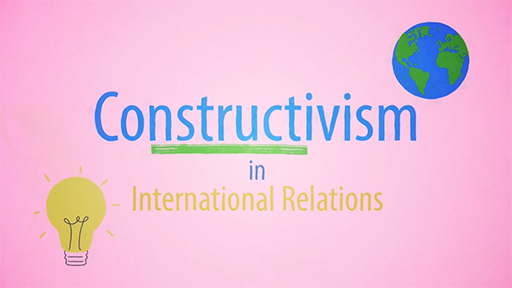 Constructivism
in
International Relations